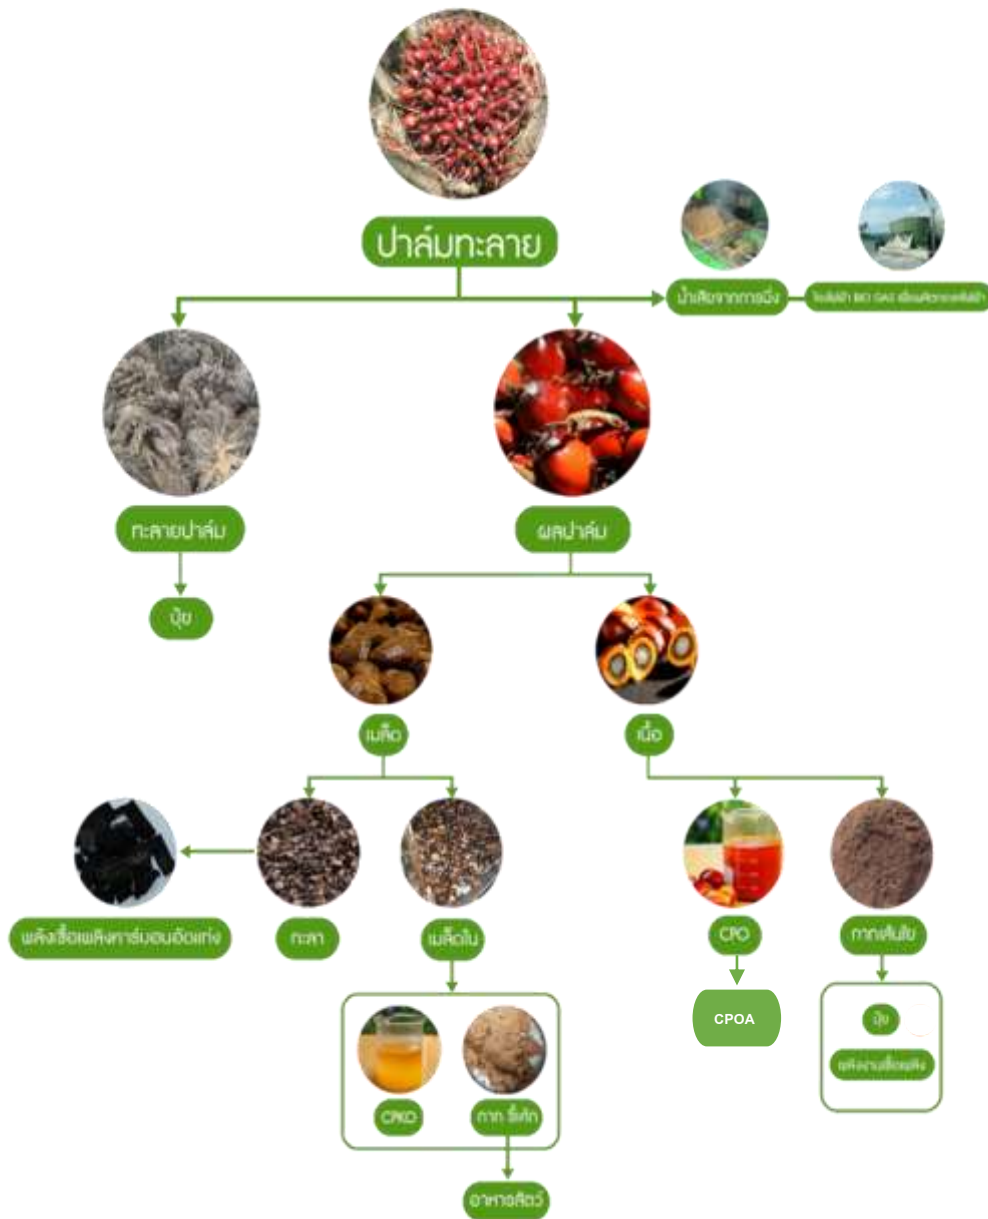 ปาล์มทะลาย
น้ำเสียจากการนึ่ง
ทะลายปาล์ม
ผลปาล์ม
ปุ๋ย
เมล็ด
เนื้อ
พลังเชื้อเพลิงคาร์บอนอัดแท่ง
กะลา
เมล็ดใน
CPO
กากเส้นใย
CPOA
ปุ๋ย
พลังงานเชื้อเพลิง
CPKO
กาก
อาหารสัตว์